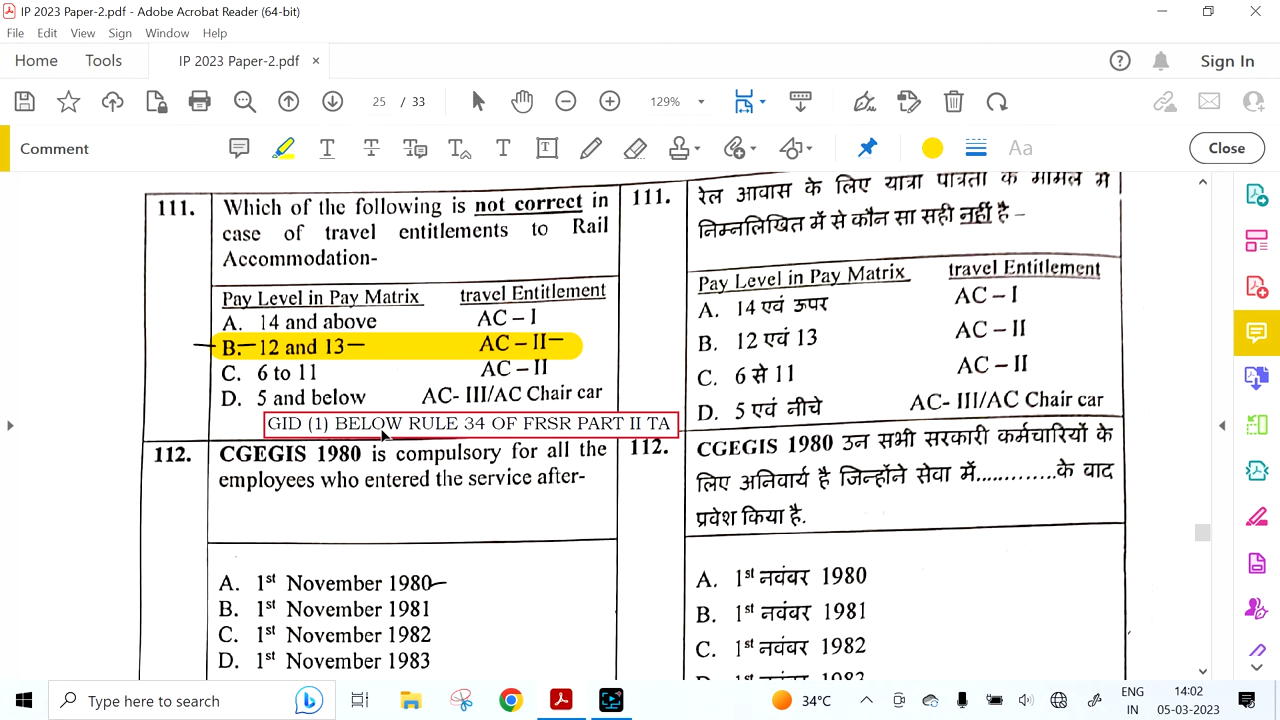 IP 2023 Paper-2.pdf - Adobe Acrobat Reader (64-bit)
File Edit View Sign Window Help
Home Tools IP 2023 Paper-2.pdf × Sign In
25 / 33 129%
Comment Aa Close
111. Which of the following is not correct in
case of travel entitlements to Rail
Accommodation-
Pay Level in Pay Matrix travel Entitlement
A. 14 and above AC – I
B. 12 and 13 AC – II
C. 6 to 11 AC – II
D. 5 and below AC- III/AC Chair car
GID (1) BELOW RULE 34 OF FRSR PART II TA
112. CGEGIS 1980 is compulsory for all the
employees who entered the service after-
A. 1st November 1980
B. 1st November 1981
C. 1st November 1982
D. 1st November 1983
111. रेल आवास के लिए यात्रा पात्रता के मामले में
निम्नलिखित में से कौन सा सही नहीं है –
Pay Level in Pay Matrix travel Entitlement
A. 14 एवं ऊपर AC – I
B. 12 एवं 13 AC – II
C. 6 से 11 AC – II
D. 5 एवं नीचे AC- III/AC Chair car
112. CGEGIS 1980 उन सभी सरकारी कर्मचारियों के
लिए अनिवार्य है जिन्होंने सेवा में.............के वाद
प्रवेश किया है.
A. 1st नवंबर 1980
B. 1st नवंबर 1981
C. 1st नवंबर 1982
Type here to search
34°C
ENG
IN
14:02
05-03-2023